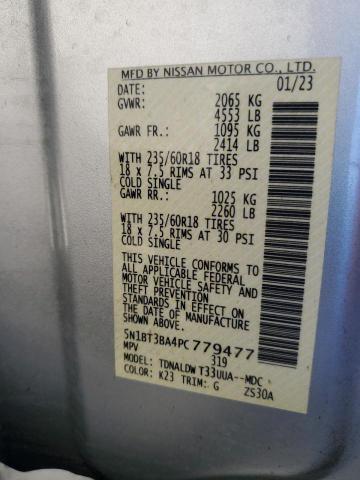 MFD BY NISSAN MOTOR CO., LTD.
DATE: 01/23
GVWR: 2065 KG
4553 LB
GAWR FR.: 1095 KG
2414 LB
WITH 235/60R18 TIRES
18 x 7.5 RIMS AT 33 PSI
COLD SINGLE
GAWR RR.: 1025 KG
2260 LB
WITH 235/60R18 TIRES
18 x 7.5 RIMS AT 30 PSI
COLD SINGLE
THIS VEHICLE CONFORMS TO
ALL APPLICABLE FEDERAL
MOTOR VEHICLE SAFETY AND
THEFT PREVENTION
STANDARDS IN EFFECT ON
THE DATE OF MANUFACTURE
SHOWN ABOVE.
5N1BT3BA4PC779477
MPV 319
MODEL: TDNALDW T33UUA--MDC
COLOR: K23 TRIM: G ZS30A